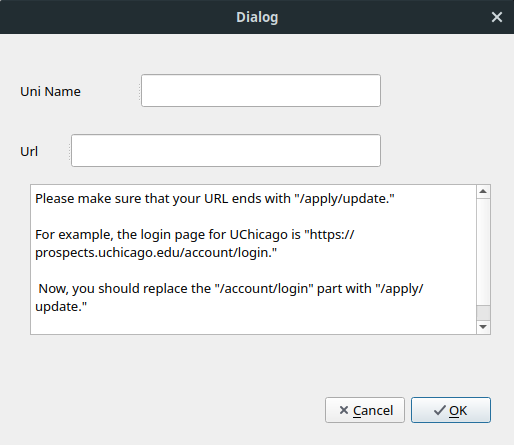 Dialog
Uni Name
Url
Please make sure that your URL ends with "/apply/update."
For example, the login page for UChicago is "https://
prospects.uchicago.edu/account/login."
Now, you should replace the "/account/login" part with "/apply/
update."
Cancel
OK